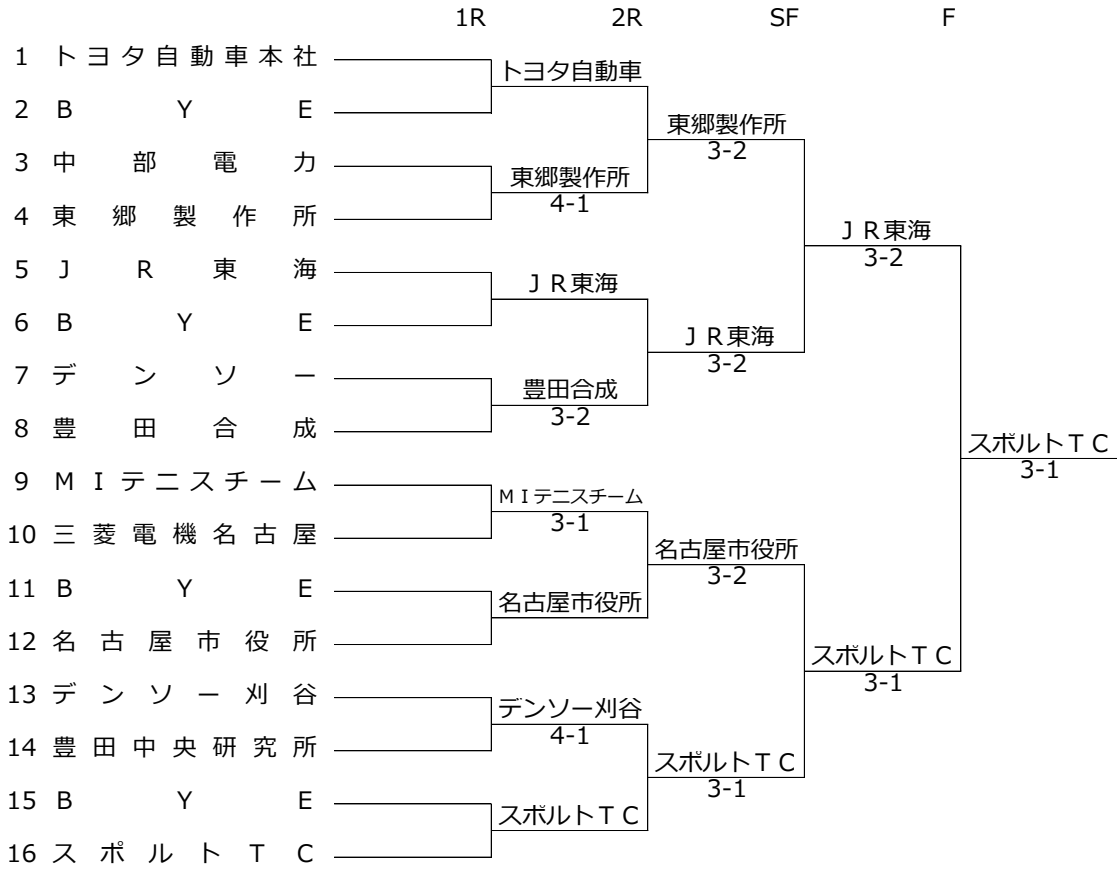 1R 2R SF F
1 トヨタ自動車本社
トヨタ自動車
2 B Y E
東郷製作所
3-2
3 中部電力
東郷製作所
4-1
4 東郷製作所
ＪＲ東海
3-2
5 ＪＲ東海
ＪＲ東海
6 B Y E
ＪＲ東海
3-2
7 デンソー
豊田合成
3-2
8 豊田合成
スポルトＴＣ
3-1
9 ＭＩテニスチーム
ＭＩテニスチーム
3-1
10 三菱電機名古屋
名古屋市役所
3-2
11 B Y E
名古屋市役所
12 名古屋市役所
スポルトＴＣ
3-1
13 デンソー刈谷
デンソー刈谷
4-1
14 豊田中央研究所
スポルトＴＣ
3-1
15 B Y E
スポルトＴＣ
16 スポルトＴＣ